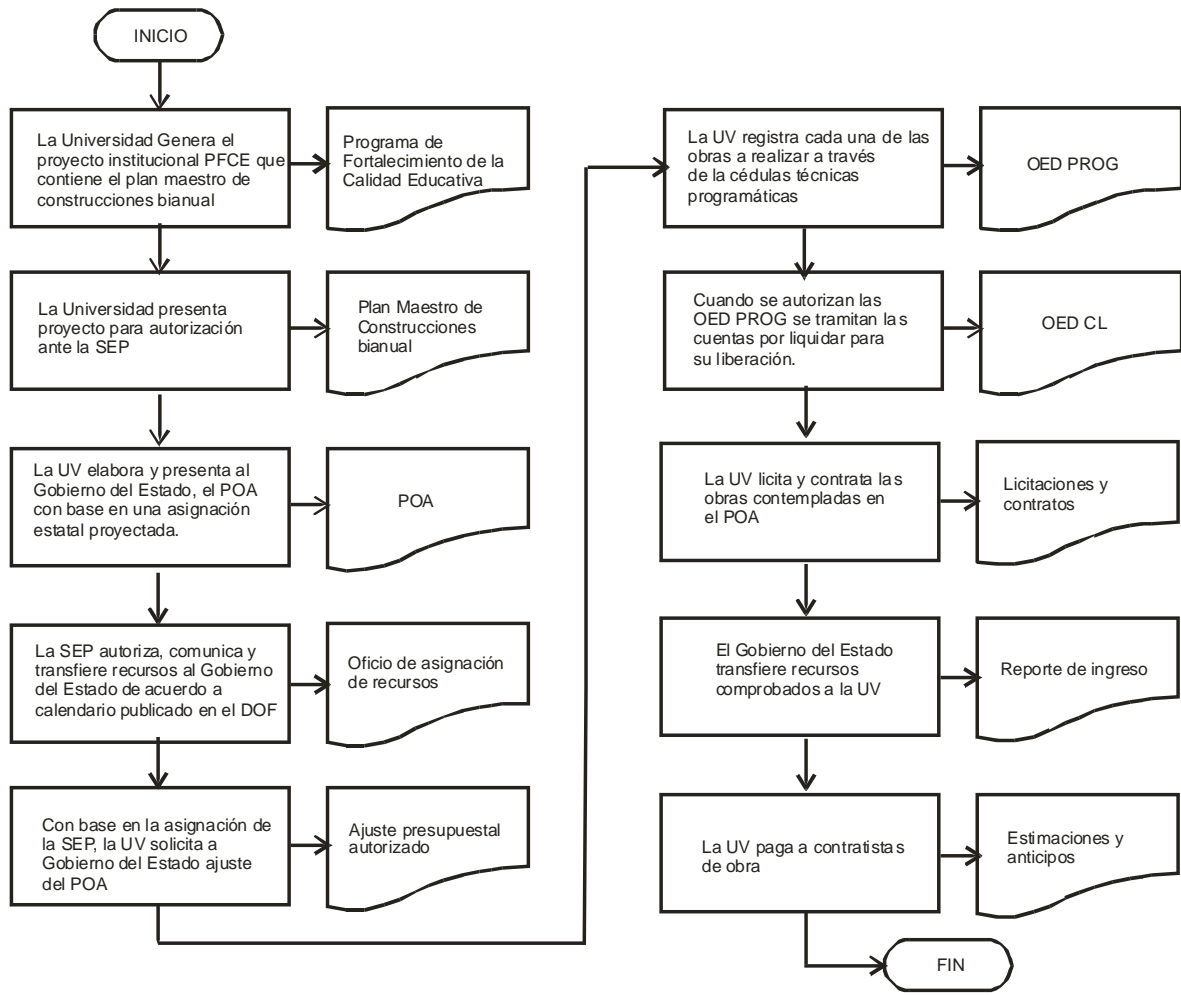 INICIO
La Universidad Genera el
proyecto institucional PFCE que
contiene el plan maestro de
construcciones bianual
Programa de
Fortalecimiento de la
Calidad Educativa
La Universidad presenta
proyecto para autorización
ante la SEP
Plan Maestro de
Construcciones
bianual
La UV elabora y presenta al
Gobierno del Estado, el POA
con base en una asignación
estatal proyectada.
POA
La SEP autoriza, comunica y
transfiere recursos al Gobierno
del Estado de acuerdo a
calendario publicado en el DOF
Oficio de asignación
de recursos
Con base en la asignación de
la SEP, la UV solicita a
Gobierno del Estado ajuste
del POA
Ajuste presupuestal
autorizado
La UV registra cada una de las
obras a realizar a través
de la cédulas técnicas
programáticas
OED PROG
Cuando se autorizan las
OED PROG se tramitan las
cuentas por liquidar para
su liberación.
OED CL
La UV licita y contrata las
obras contempladas en
el POA
Licitaciones y
contratos
El Gobierno del Estado
transfiere recursos
comprobados a la UV
Reporte de ingreso
La UV paga a contratistas
de obra
Estimaciones y
anticipos
FIN